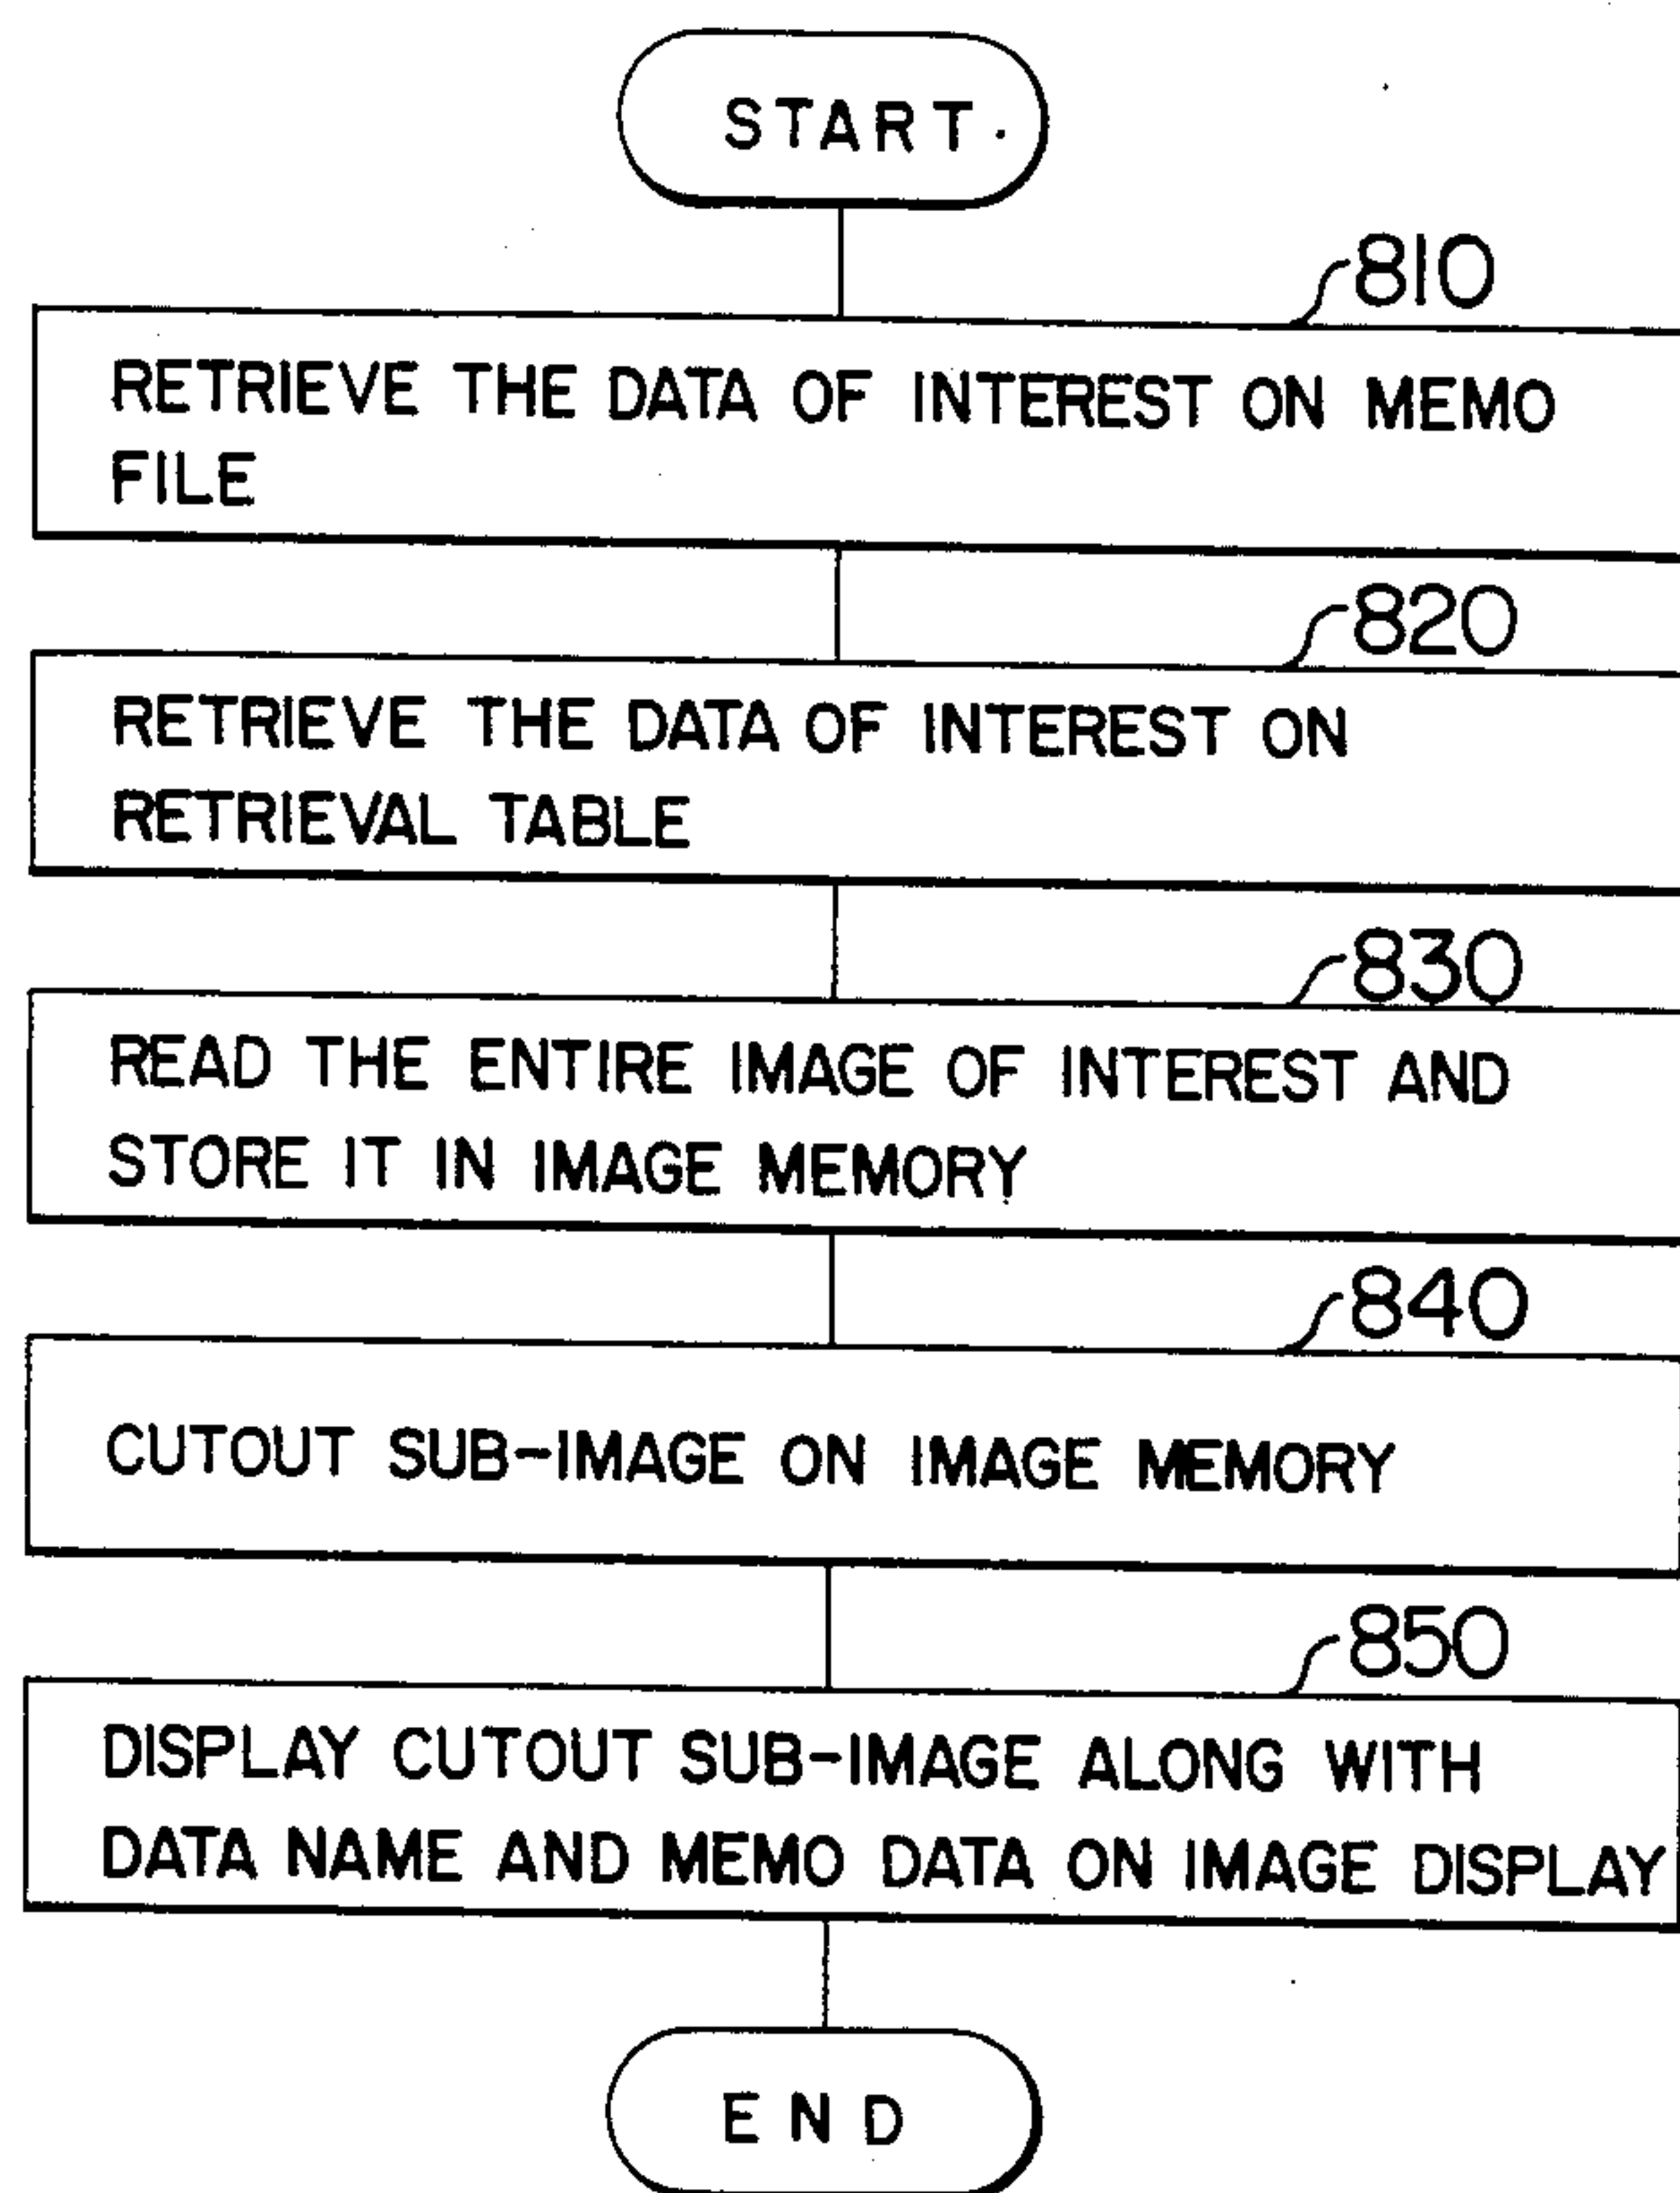 START
810
RETRIEVE THE DATA OF INTEREST ON MEMO
FILE
820
RETRIEVE THE DATA OF INTEREST ON
RETRIEVAL TABLE
830
READ THE ENTIRE IMAGE OF INTEREST AND
STORE IT IN IMAGE MEMORY
840
CUTOUT SUB-IMAGE ON IMAGE MEMORY
850
DISPLAY CUTOUT SUB-IMAGE ALONG WITH
DATA NAME AND MEMO DATA ON IMAGE DISPLAY
END